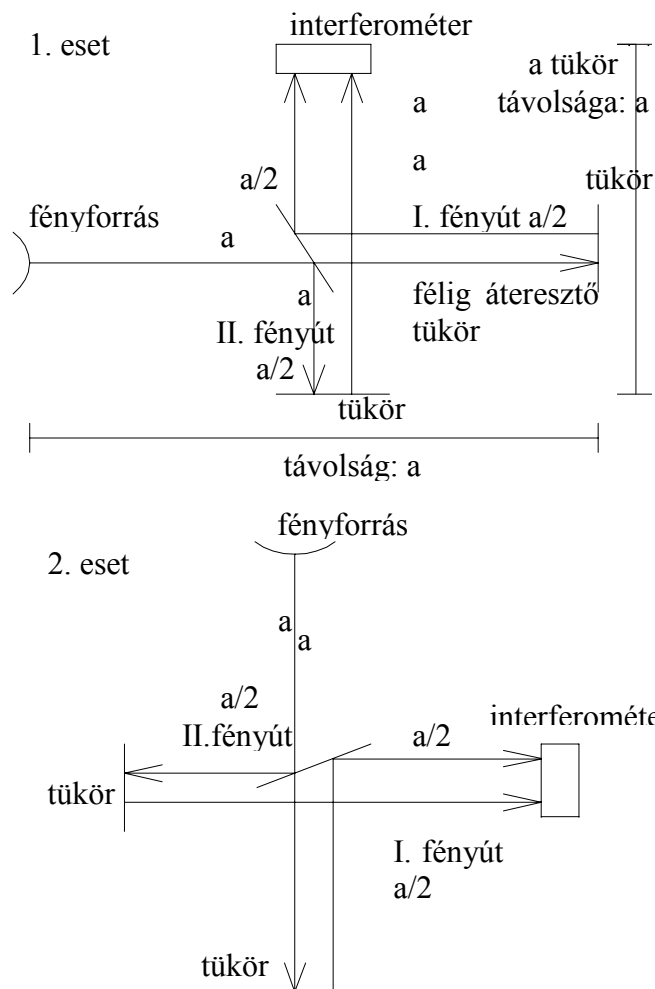 interferométer
1. eset
a tükör
távolsága: a
a
a
a/2
tükör
fényforrás
a
I. fényút a/2
a
félig áteresztő
tükör
II. fényút
a/2
tükör
távolság: a
fényforrás
2. eset
a
a
a/2
II.fényút
a/2
interferométe
tükör
I. fényút
a/2
tükör